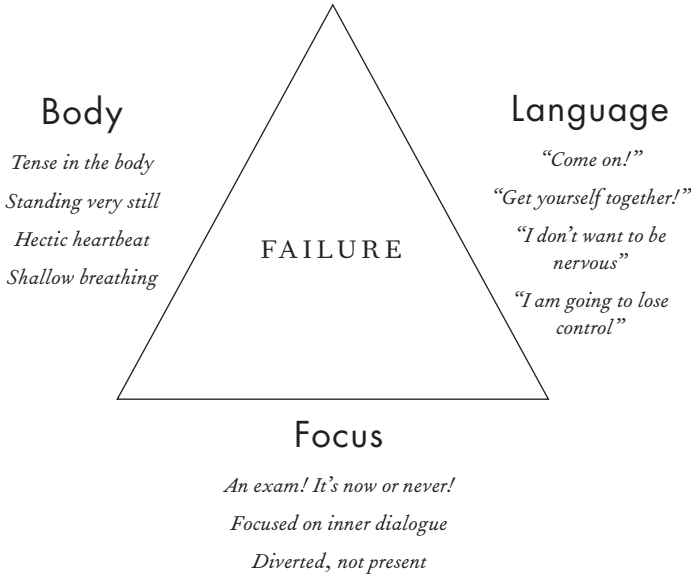 Body
Tense in the body
Standing very still
Hectic heartbeat
Shallow breathing
Language
“Come on!”
“Get yourself together!”
“I don’t want to be
nervous”
“I am going to lose
control”
FAILURE
Focus
An exam! It’s now or never!
Focused on inner dialogue
Diverted, not present